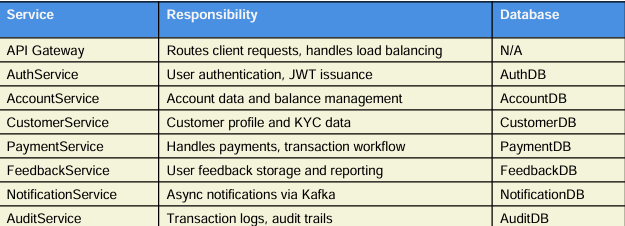 Service Responsibility Database
API Gateway Routes client requests, handles load balancing N/A
AuthService User authentication, JWT issuance AuthDB
AccountService Account data and balance management AccountDB
CustomerService Customer profile and KYC data CustomerDB
PaymentService Handles payments, transaction workflow PaymentDB
FeedbackService User feedback storage and reporting FeedbackDB
NotificationService Async notifications via Kafka NotificationDB
AuditService Transaction logs, audit trails AuditDB